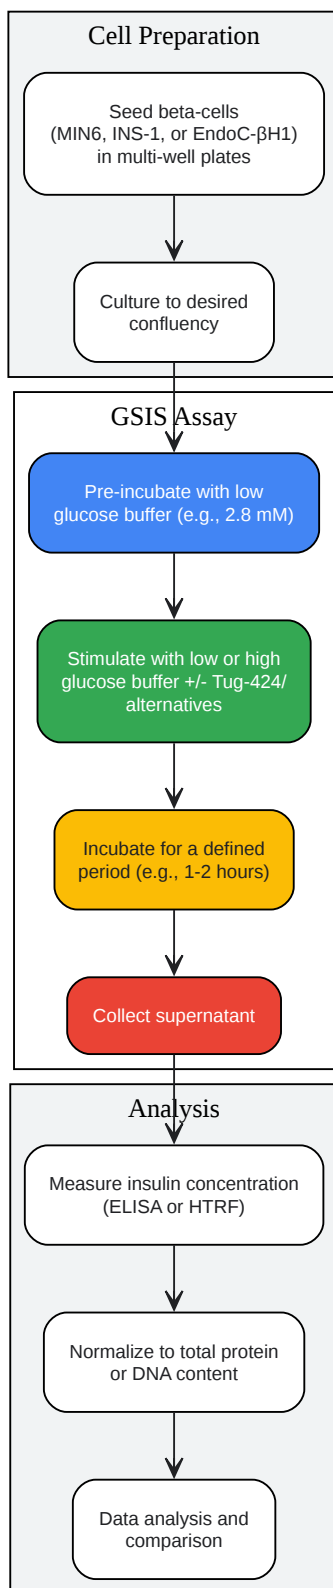 Cell Preparation
Seed beta-cells
(MIN6, INS-1, or EndoC-βH1)
in multi-well plates
Culture to desired
confluency
GSIS Assay
Pre-incubate with low
glucose buffer (e.g., 2.8 mM)
Stimulate with low or high
glucose buffer +/- Tug-424/
alternatives
Incubate for a defined
period (e.g., 1-2 hours)
Collect supernatant
Analysis
Measure insulin concentration
(ELISA or HTRF)
Normalize to total protein
or DNA content
Data analysis and
comparison